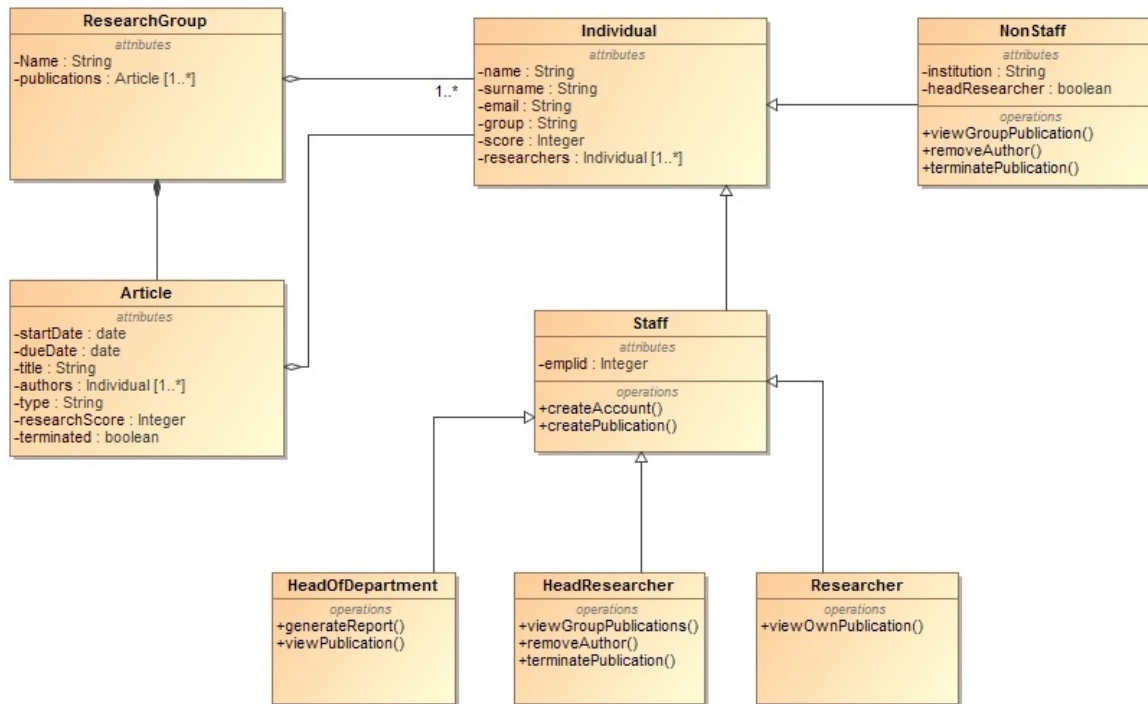 ResearchGroup
attributes
-Name : String
-publications : Article [1..*]
1..*
Individual
attributes
-name : String
-surname : String
-email : String
-group : String
-score : Integer
-researchers : Individual [1..*]
NonStaff
attributes
-institution : String
-headResearcher : boolean
operations
+viewGroupPublication()
+removeAuthor()
+terminatePublication()
Article
attributes
-startDate : date
-dueDate : date
-title : String
-authors : Individual [1..*]
-type : String
-researchScore : Integer
-terminated : boolean
Staff
attributes
-emplid : Integer
operations
+createAccount()
+createPublication()
HeadOfDepartment
operations
+generateReport()
+viewPublication()
HeadResearcher
operations
+viewGroupPublications()
+removeAuthor()
+terminatePublication()
Researcher
operations
+viewOwnPublication()